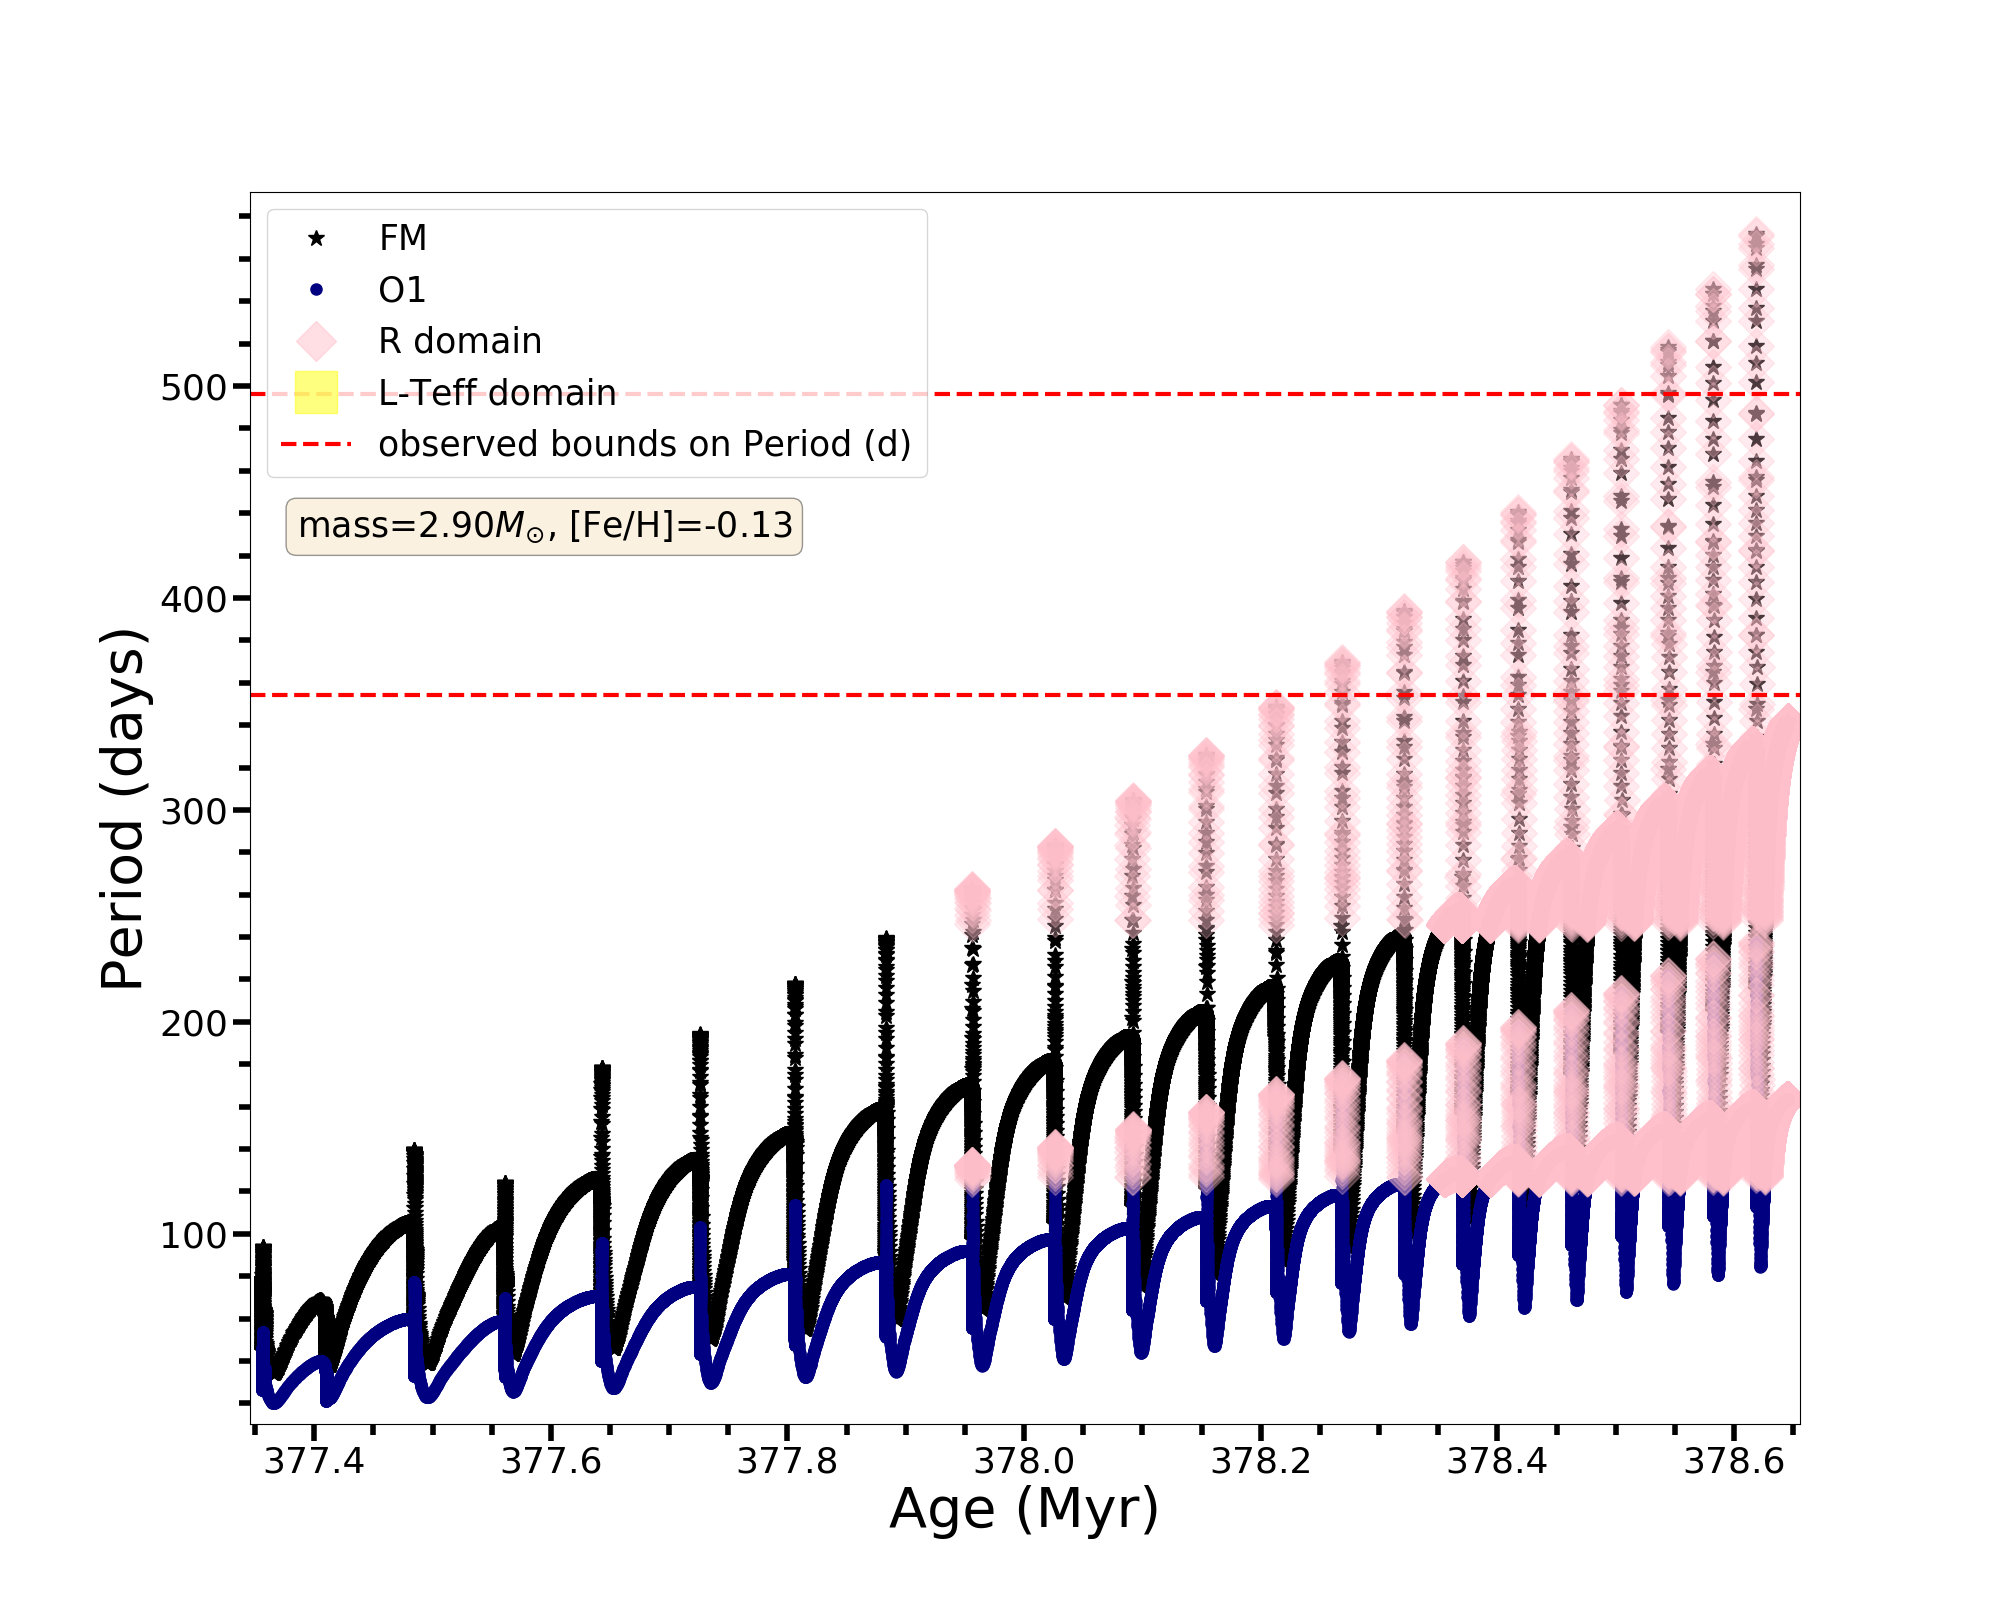 FM
O1
R domain
L-Teff domain
observed bounds on Period (d)
mass=2.90M☉, [Fe/H]=-0.13
500
400
300
200
100
Period (days)
377.4 377.6 377.8 378.0 378.2 378.4 378.6
Age (Myr)